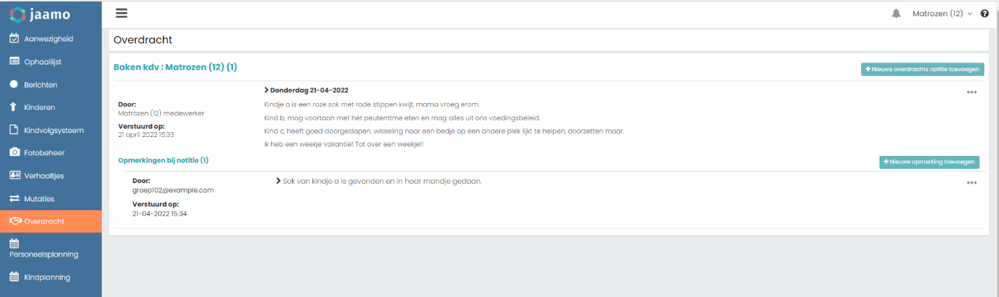 jaamo
Matrozen (12)
Aanwezigheid
Ophaallijst
Berichten
Kinderen
Kindvolgsysteem
Fotobeheer
Verhaaltjes
Mutaties
Overdracht
Personeelsplanning
Kindplanning
Overdracht
Baken kdv : Matrozen (12) (1)
+ Nieuwe overdrachts notitie toevoegen
Donderdag 21-04-2022
Door:
Matrozen (12) medewerker
Verstuurd op:
21 april 2022 15:33
Kindje a is een roze sok met rode stippen kwijt, mama vroeg erom.
Kind b, mag voortaan met het peuterritme eten en mag alles uit ons voedingsbeleid.
Kind c, heeft goed doorgeslapen, wisseling naar een bedje op een andere plek lijkt te helpen, doorzetten maar.
Ik heb een weekje vakantie! Tot over een weekje!!
Opmerkingen bij notitie (1)
+ Nieuwe opmerking toevoegen
Door:
groep102@example.com
Verstuurd op:
21-04-2022 15:34
Sok van kindje a is gevonden en in haar mandje gedaan.